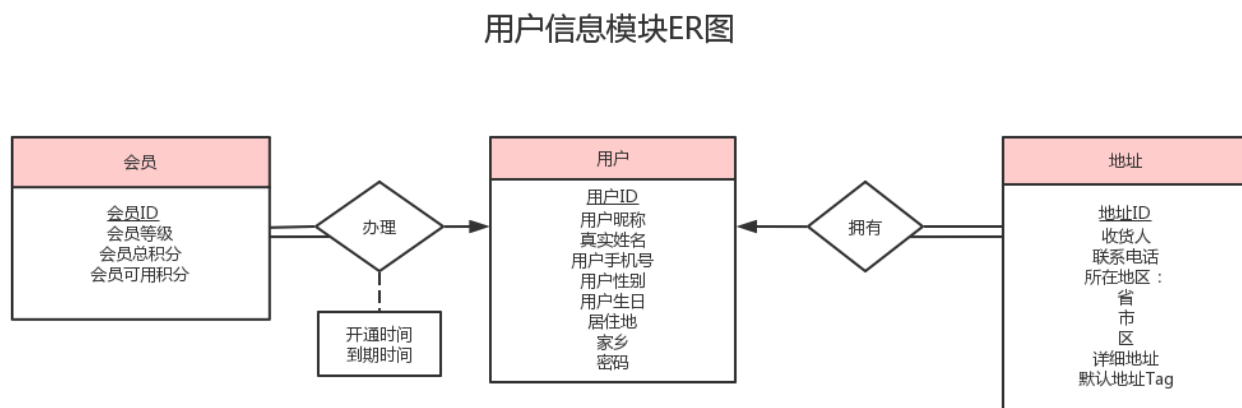 用户信息模块ER图
会员
会员ID
会员等级
会员总积分
会员可用积分
办理
开通时间
到期时间
用户
用户ID
用户昵称
真实姓名
用户手机号
用户性别
用户生日
居住地
家乡
密码
拥有
地址
地址ID
收货人
联系电话
所在地区：
省
市
区
详细地址
默认地址Tag